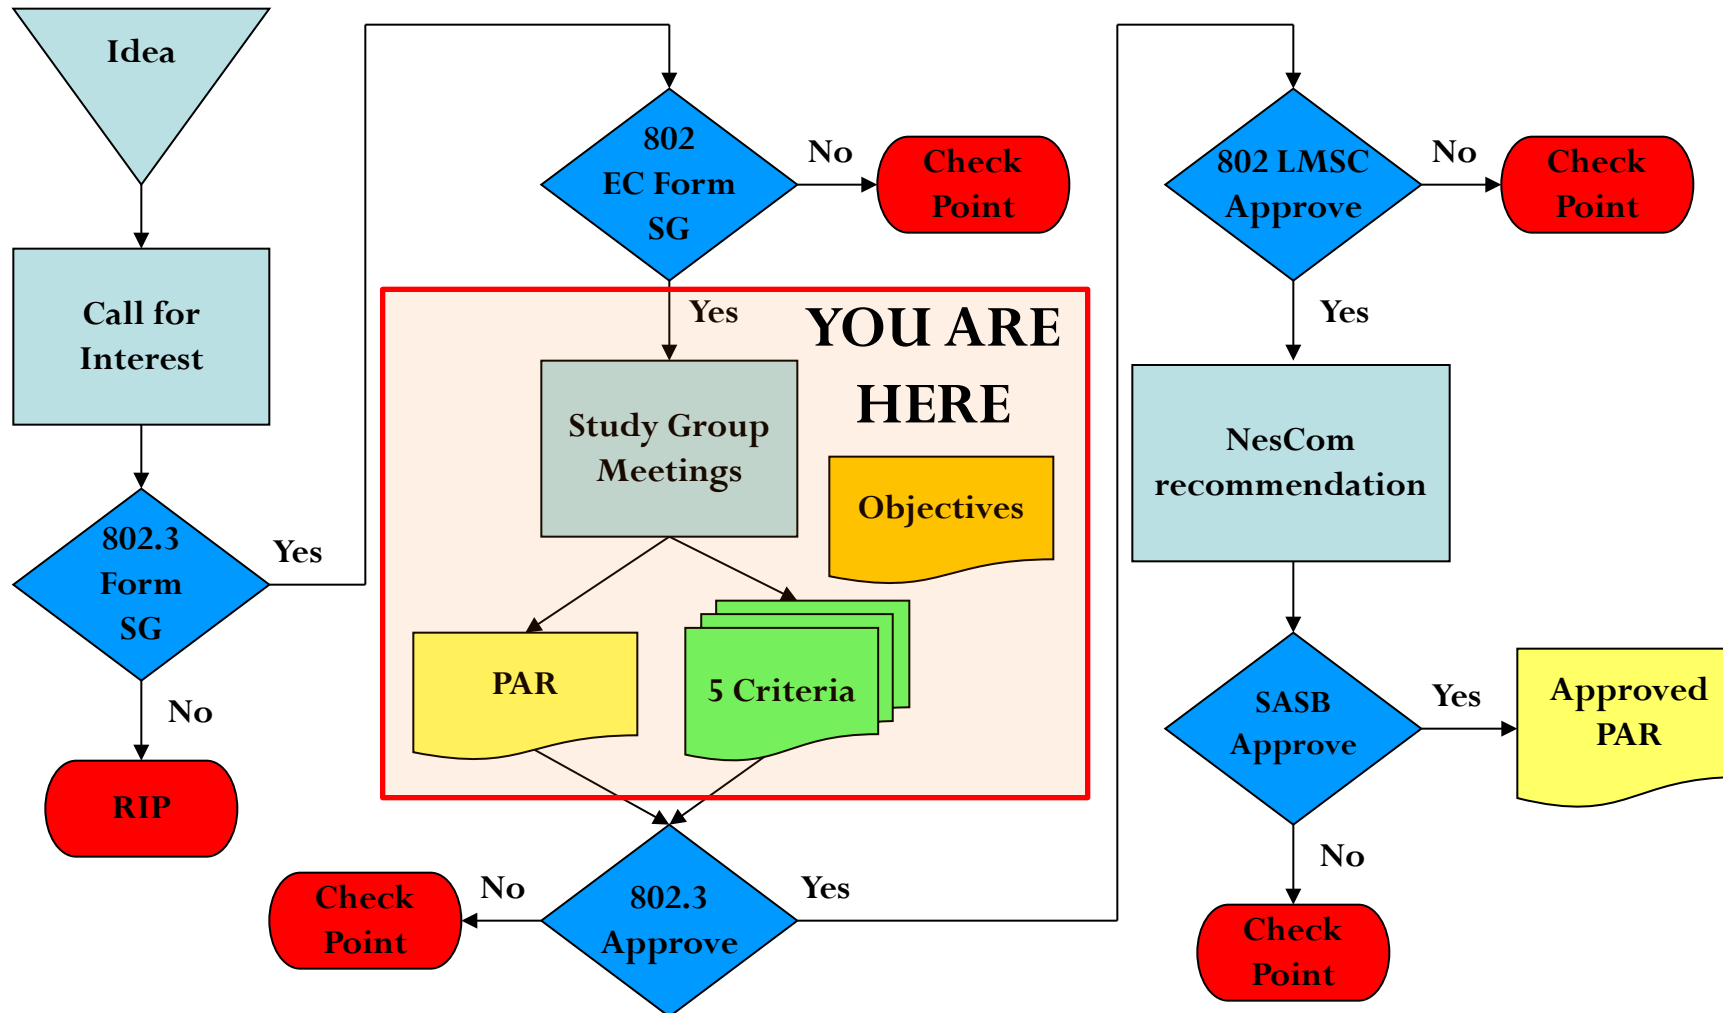 Idea
Call for
Interest
802.3
Form
SG
Yes
No
RIP
802
EC Form
SG
No
Check
Point
Yes
YOU ARE
HERE
Study Group
Meetings
Objectives
PAR
5 Criteria
802.3
Approve
No
Check
Point
Yes
802 LMSC
Approve
No
Check
Point
Yes
NesCom
recommendation
SASB
Approve
Yes
Approved
PAR
No
Check
Point